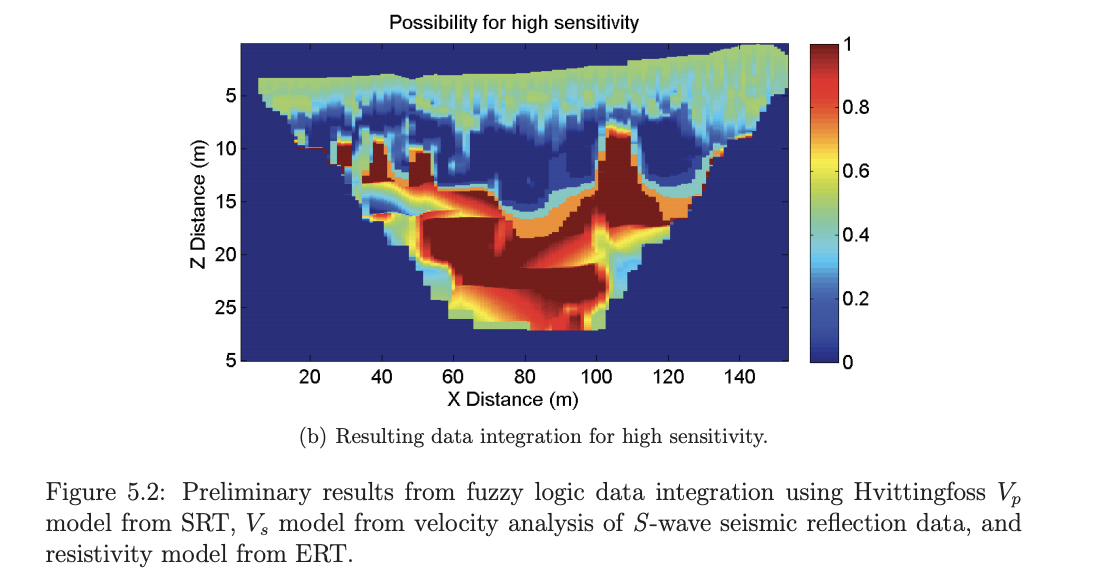 Possibility for high sensitivity
5
10
15
20
25
5
Z Distance (m)
20 40 60 80 100 120 140
X Distance (m)
1
0.8
0.6
0.4
0.2
0
(b) Resulting data integration for high sensitivity.
Figure 5.2: Preliminary results from fuzzy logic data integration using Hvittingfoss Vp
model from SRT, Vs model from velocity analysis of S-wave seismic reflection data, and
resistivity model from ERT.